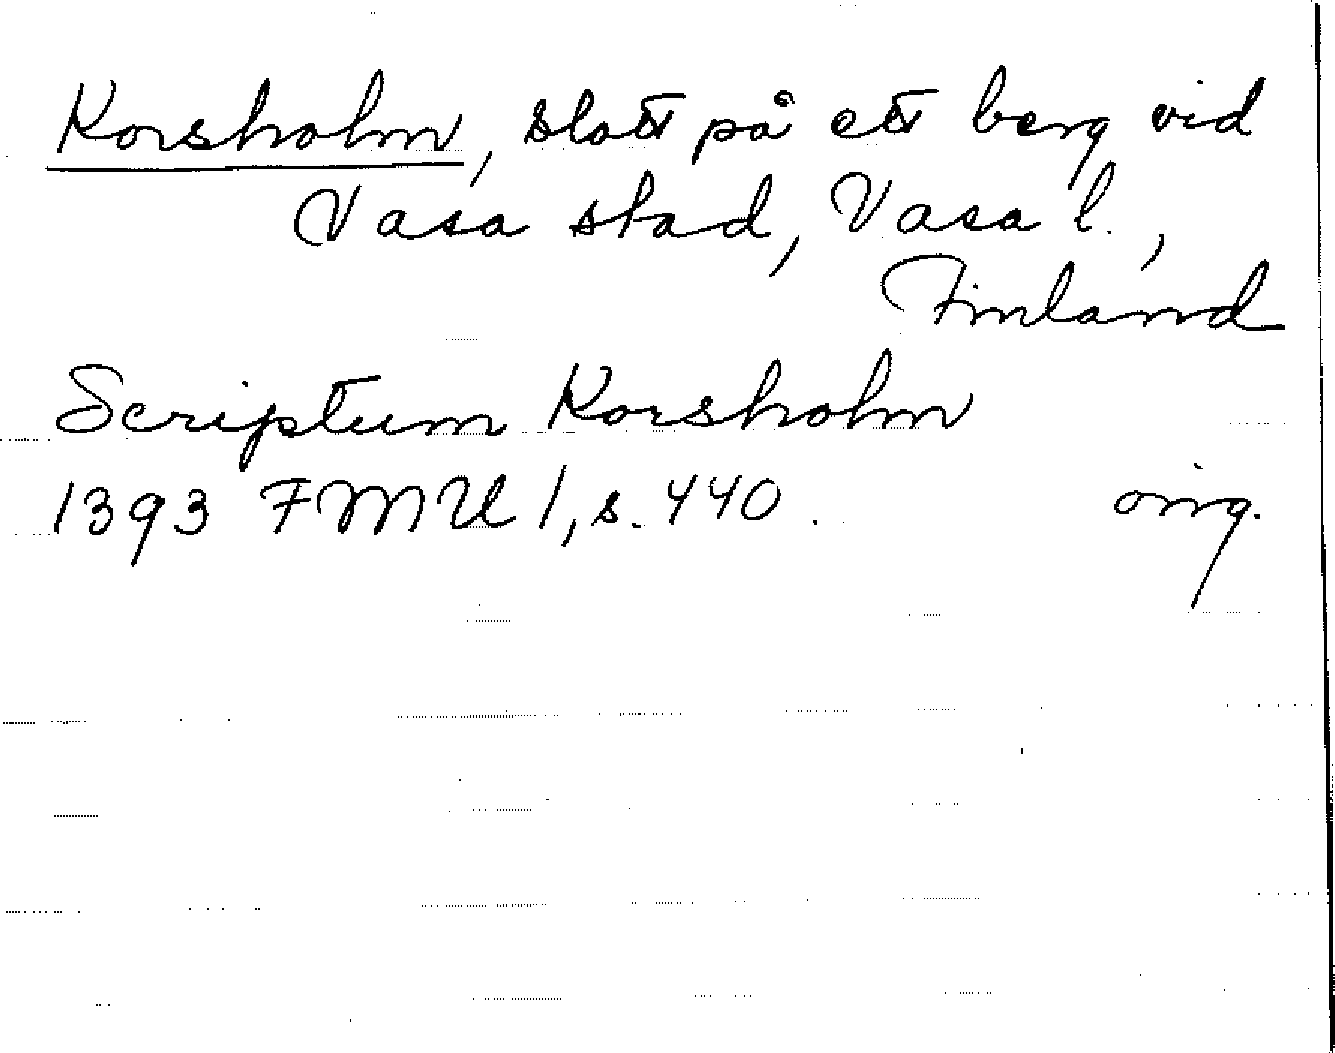 Korsholm, slott på ett berg vid
Vasa stad, Vasa l.,
Finland
Scriptum Korsholm
1393 FMU 1, s. 440. orig.